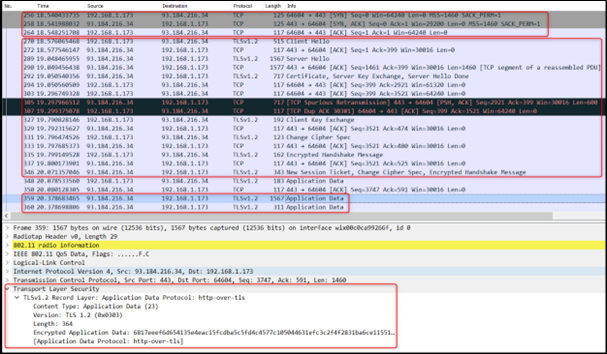 No. Time Source Destination Protocol Length Info
256 18.540433735 192.168.1.173 93.184.216.34 TCP 125 64604 → 443 [SYN] Seq=0 Win=64240 Len=0 MSS=1460 SACK_PERM=1
258 18.541988032 93.184.216.34 192.168.1.173 TCP 125 443 → 64604 [SYN, ACK] Seq=0 Ack=1 Win=29200 Len=0 MSS=1460 SACK_PERM=1
264 18.548251708 192.168.1.173 93.184.216.34 TCP 117 64604 → 443 [ACK] Seq=1 Ack=1 Win=64240 Len=0
270 18.576065468 192.168.1.173 93.184.216.34 TLSv1.2 515 Client Hello
272 18.577546147 93.184.216.34 192.168.1.173 TCP 117 443 → 64604 [ACK] Seq=1 Ack=399 Win=30016 Len=0
289 19.048465955 93.184.216.34 192.168.1.173 TLSv1.2 1567 Server Hello
290 19.049456438 93.184.216.34 192.168.1.173 TCP 1577 443 → 64604 [ACK] Seq=1461 Ack=399 Win=30016 Len=1460 [TCP segment of a reassembled PDU]
292 19.050540356 93.184.216.34 192.168.1.173 TLSv1.2 717 Certificate, Server Key Exchange, Server Hello Done
294 19.050560509 192.168.1.173 93.184.216.34 TCP 117 64604 → 443 [ACK] Seq=399 Ack=2921 Win=61320 Len=0
303 19.296749328 192.168.1.173 93.184.216.34 TCP 117 64604 → 443 [ACK] Seq=399 Ack=3521 Win=64240 Len=0
305 19.297966512 93.184.216.34 192.168.1.173 TCP 717 [TCP Spurious Retransmission] 443 → 64604 [PSH, ACK] Seq=2921 Ack=399 Win=30016 Len=600
307 19.299175078 192.168.1.173 93.184.216.34 TCP 117 [TCP Dup ACK 303#1] 64604 → 443 [ACK] Seq=399 Ack=3521 Win=64240 Len=0
327 19.790028146 192.168.1.173 93.184.216.34 TLSv1.2 192 Client Key Exchange
329 19.792315627 93.184.216.34 192.168.1.173 TCP 117 443 → 64604 [ACK] Seq=3521 Ack=474 Win=30016 Len=0
331 19.796474526 192.168.1.173 93.184.216.34 TLSv1.2 123 Change Cipher Spec
333 19.797685373 93.184.216.34 192.168.1.173 TCP 117 443 → 64604 [ACK] Seq=3521 Ack=480 Win=30016 Len=0
335 19.799149528 192.168.1.173 93.184.216.34 TLSv1.2 162 Encrypted Handshake Message
337 19.800173901 93.184.216.34 192.168.1.173 TCP 117 443 → 64604 [ACK] Seq=3521 Ack=525 Win=30016 Len=0
346 20.071157046 93.184.216.34 192.168.1.173 TLSv1.2 343 New Session Ticket, Change Cipher Spec, Encrypted Handshake Message
348 20.078533560 192.168.1.173 93.184.216.34 TLSv1.2 183 Application Data
350 20.080128305 93.184.216.34 192.168.1.173 TCP 117 443 → 64604 [ACK] Seq=3747 Ack=591 Win=30016 Len=0
359 20.378683465 93.184.216.34 192.168.1.173 TLSv1.2 1567 Application Data
360 20.378698806 93.184.216.34 192.168.1.173 TLSv1.2 311 Application Data
Frame 359: 1567 bytes on wire (12536 bits), 1567 bytes captured (12536 bits) on interface wlx00c0ca99266f, id 0
Radiotap Header v0, Length 29
802.11 radio information
IEEE 802.11 QoS Data, Flags: ......F.C
Logical-Link Control
Internet Protocol Version 4, Src: 93.184.216.34, Dst: 192.168.1.173
Transmission Control Protocol, Src Port: 443, Dst Port: 64604, Seq: 3747, Ack: 591, Len: 1460
Transport Layer Security
TLSv1.2 Record Layer: Application Data Protocol: http-over-tls
Content Type: Application Data (23)
Version: TLS 1.2 (0x0303)
Length: 364
Encrypted Application Data: 6817eeef6d654135e4eac15fcdba5c5fd4c4577c105044631efc3c2f4f2831ba6ce11551…
[Application Data Protocol: http-over-tls]